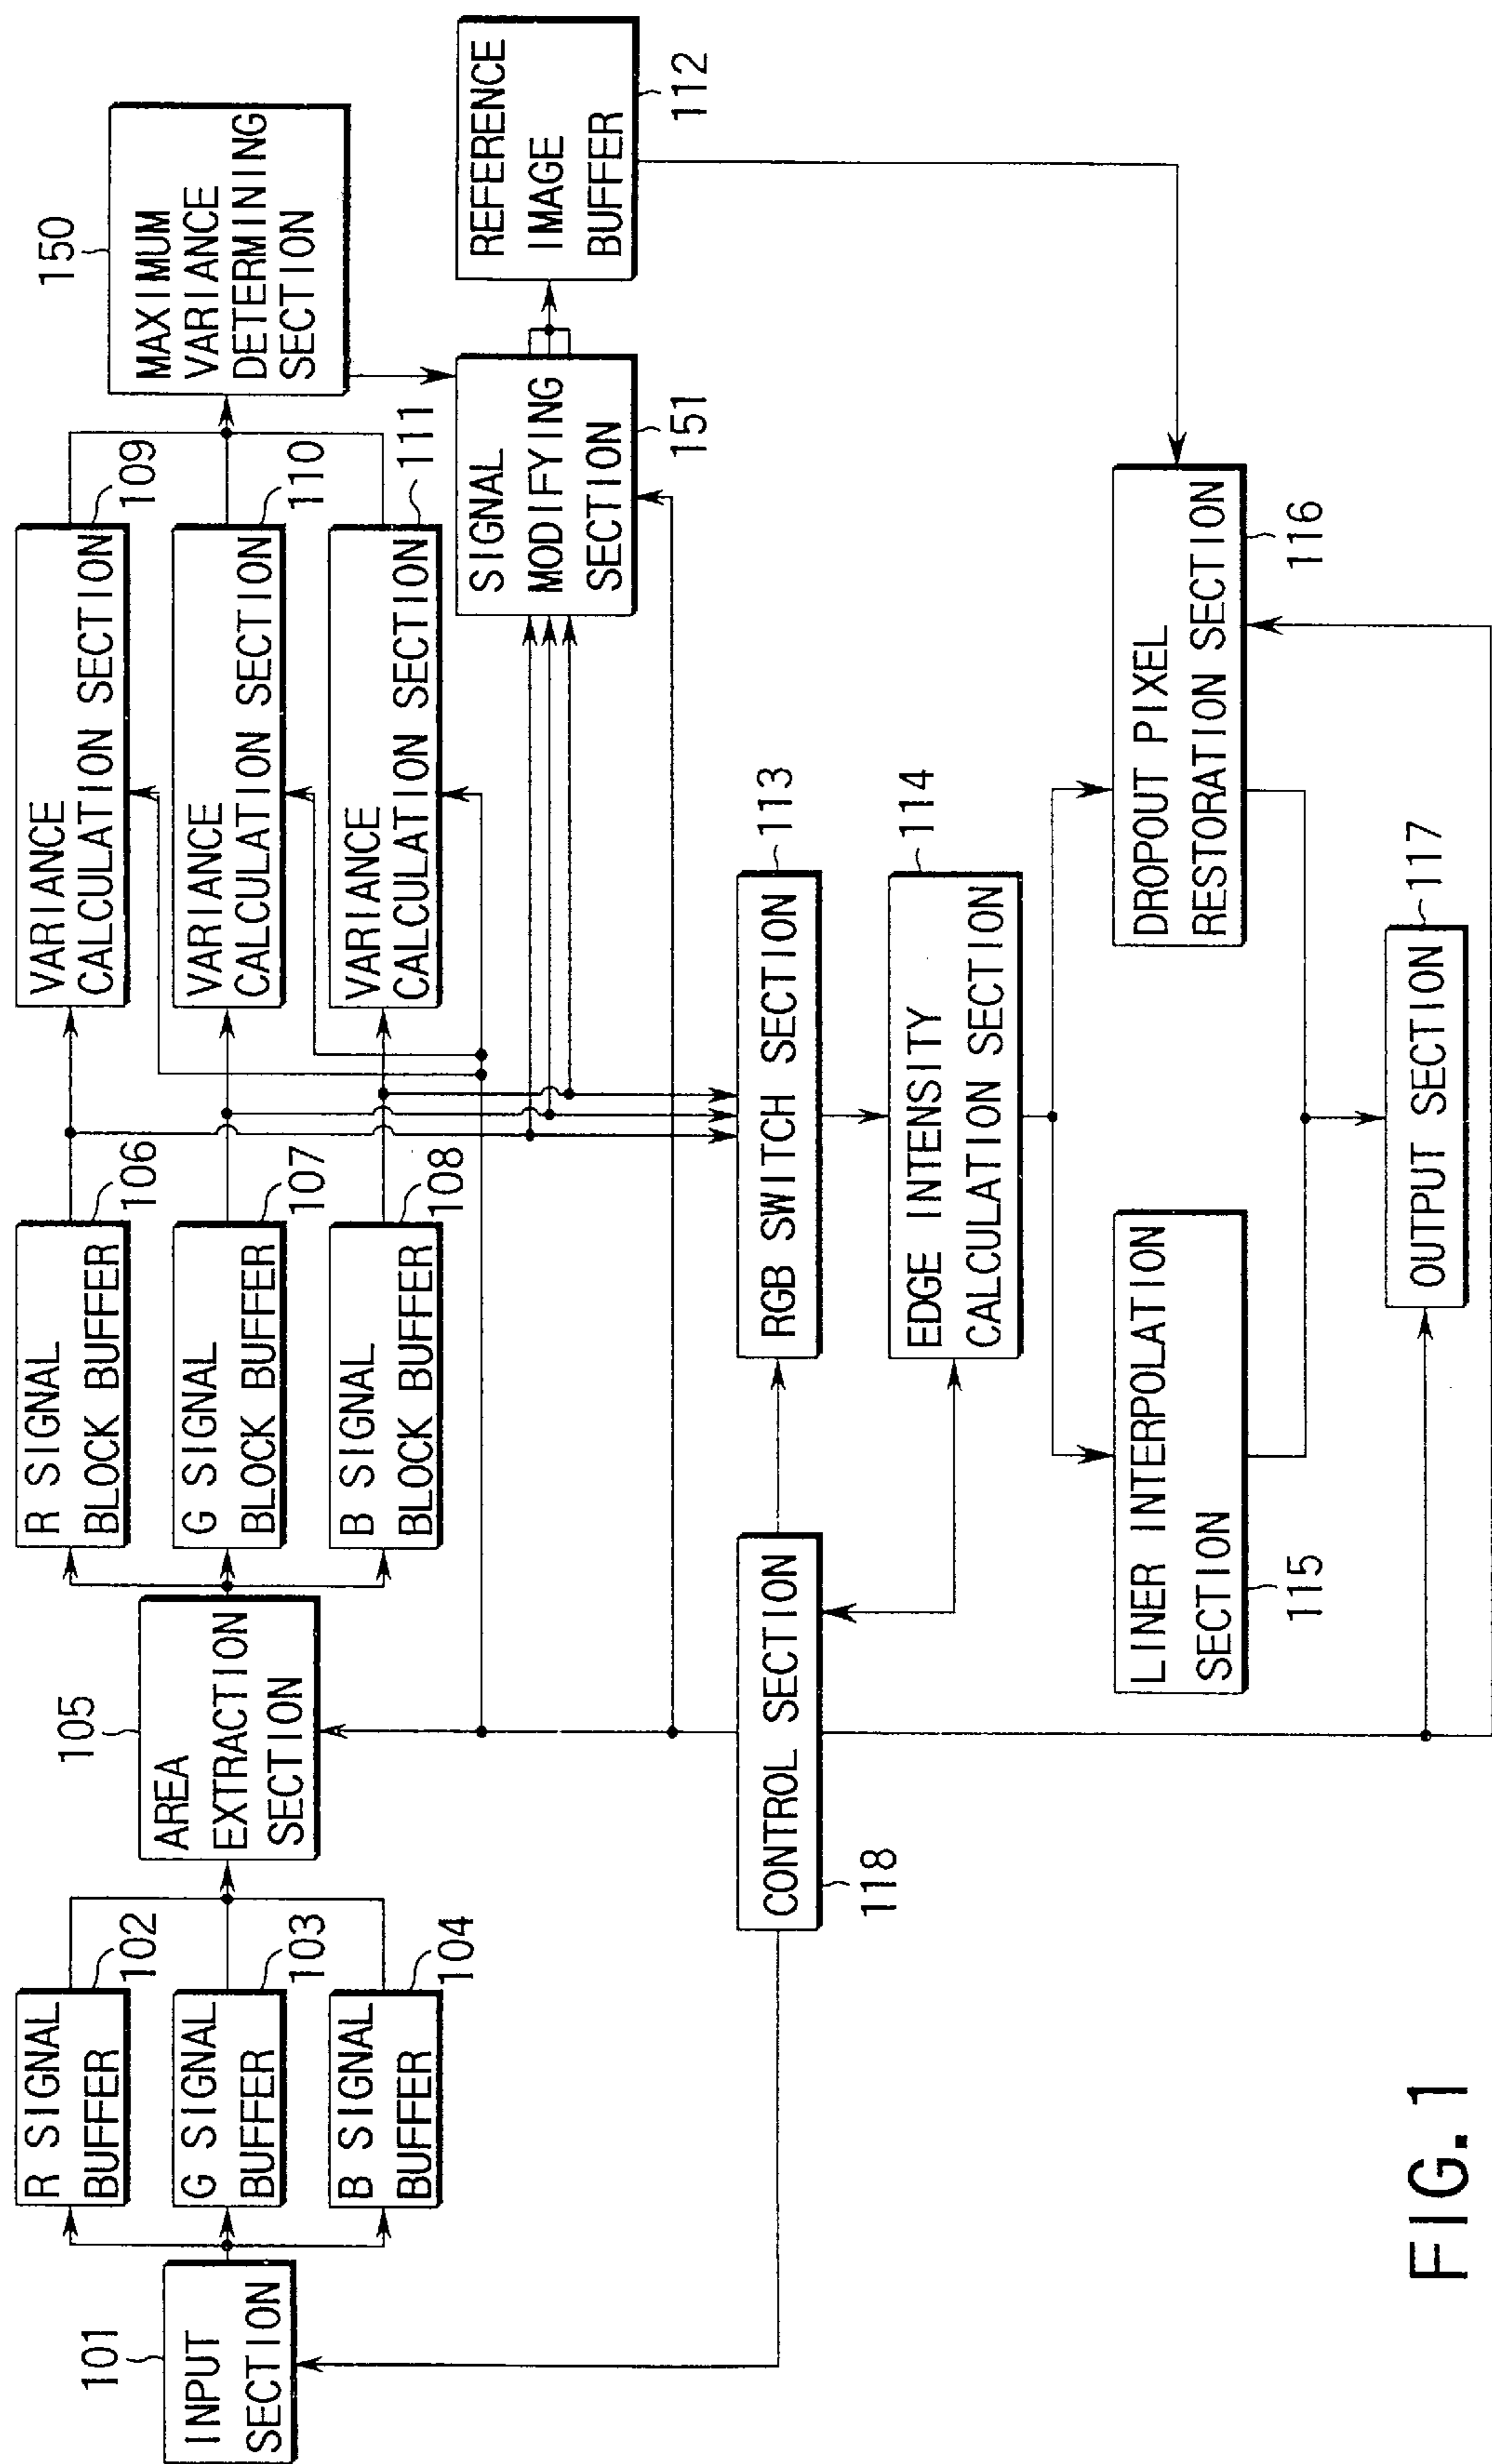 101
INPUT
SECTION
R SIGNAL
BUFFER
102
G SIGNAL
BUFFER
103
B SIGNAL
BUFFER
104
105
AREA
EXTRACTION
SECTION
R SIGNAL
BLOCK BUFFER
106
G SIGNAL
BLOCK BUFFER
107
B SIGNAL
BLOCK BUFFER
108
VARIANCE
CALCULATION SECTION
109
VARIANCE
CALCULATION SECTION
110
VARIANCE
CALCULATION SECTION
111
150
MAXIMUM
VARIANCE
DETERMINING
SECTION
SIGNAL
MODIFYING
SECTION
151
REFERENCE
IMAGE
BUFFER
112
CONTROL SECTION
118
RGB SWITCH SECTION
113
EDGE INTENSITY
CALCULATION SECTION
114
LINER INTERPOLATION
SECTION
115
DROPOUT PIXEL
RESTORATION SECTION
116
OUTPUT SECTION
117
FIG. 1